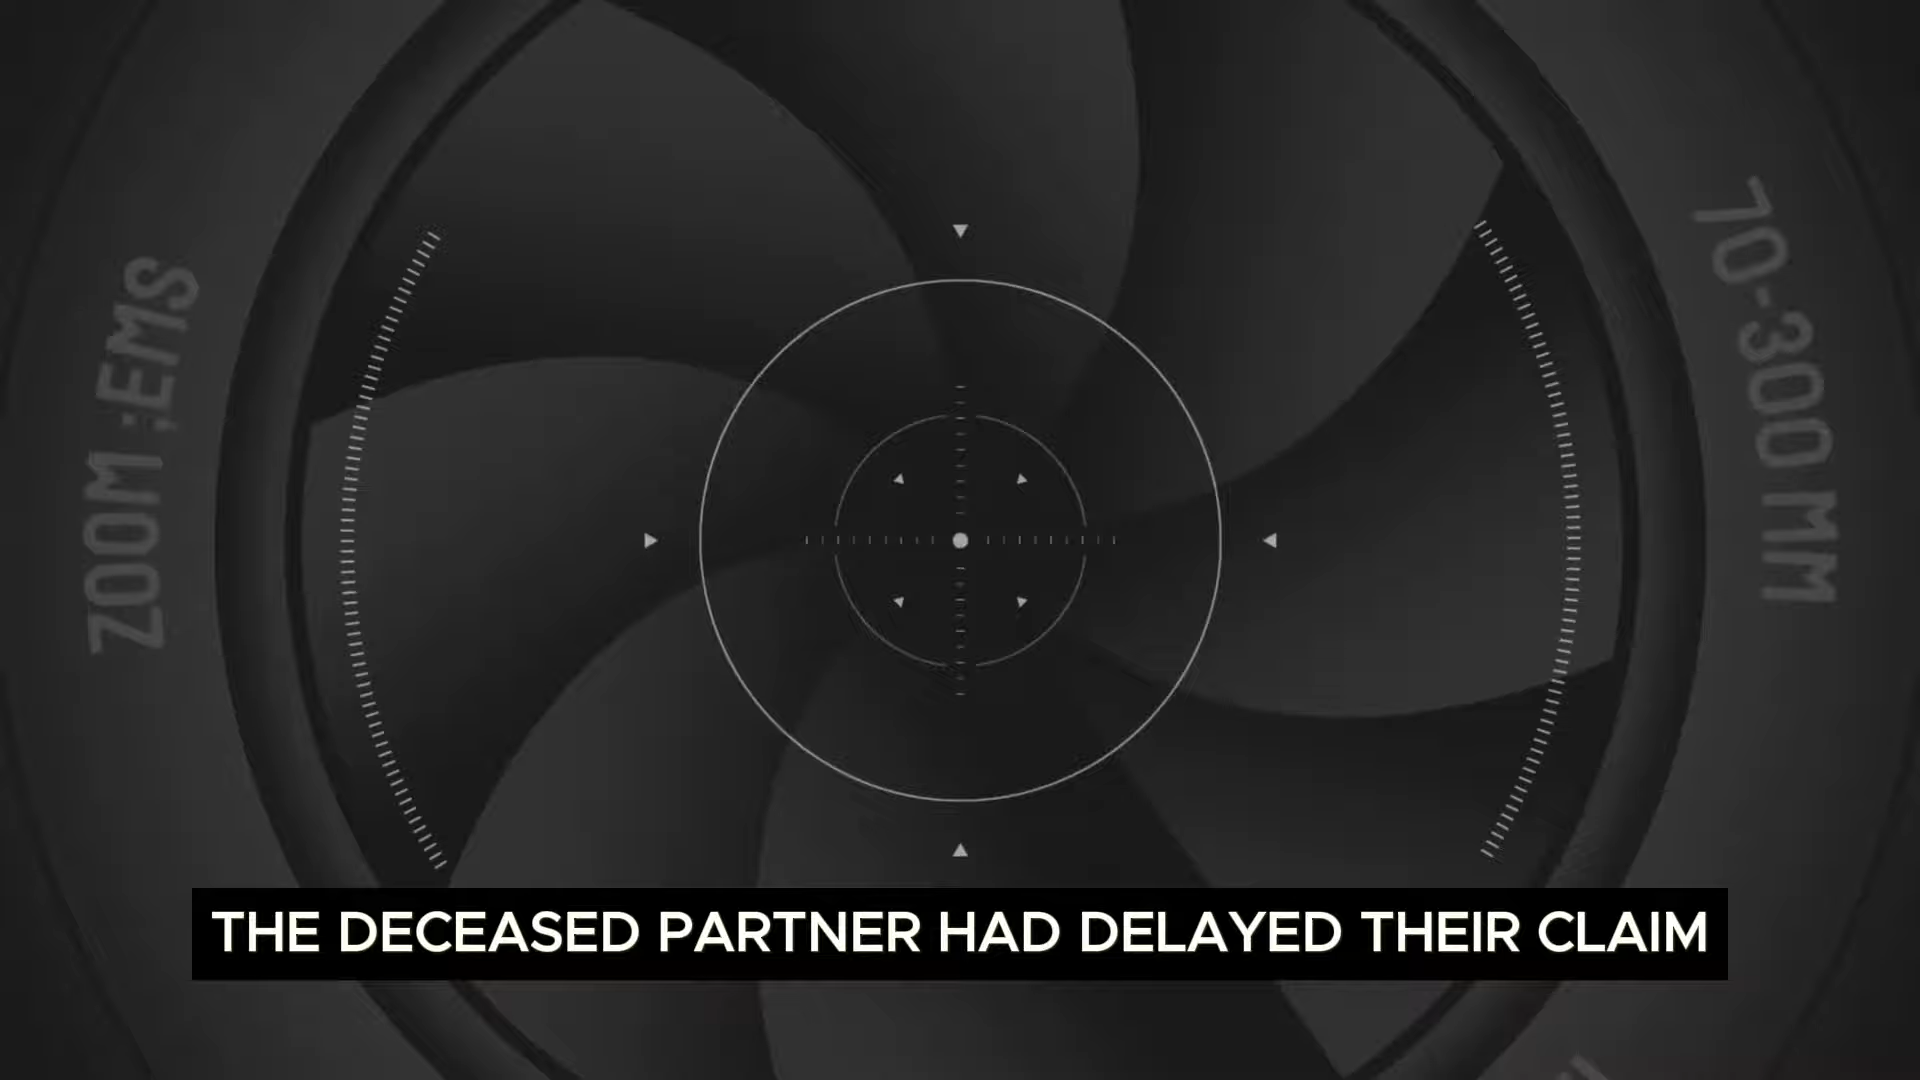 ZOOM :EMS
70-300 MM
THE DECEASED PARTNER HAD DELAYED THEIR CLAIM